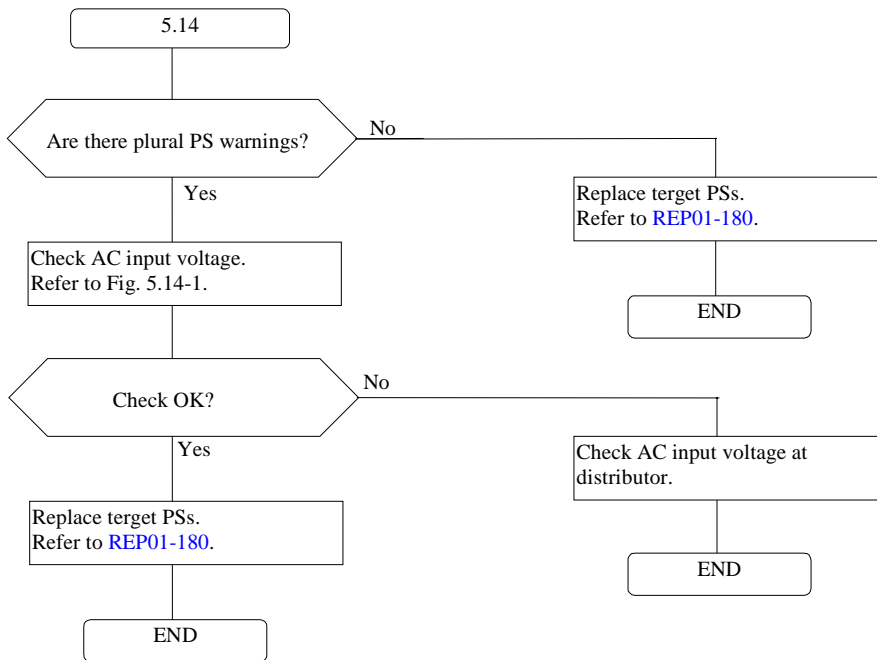 5.14
Are there plural PS warnings?
No
Yes
Replace terget PSs.
Refer to REP01-180.
Check AC input voltage.
Refer to Fig. 5.14-1.
END
Check OK?
No
Yes
Check AC input voltage at
distributor.
Replace terget PSs.
Refer to REP01-180.
END
END